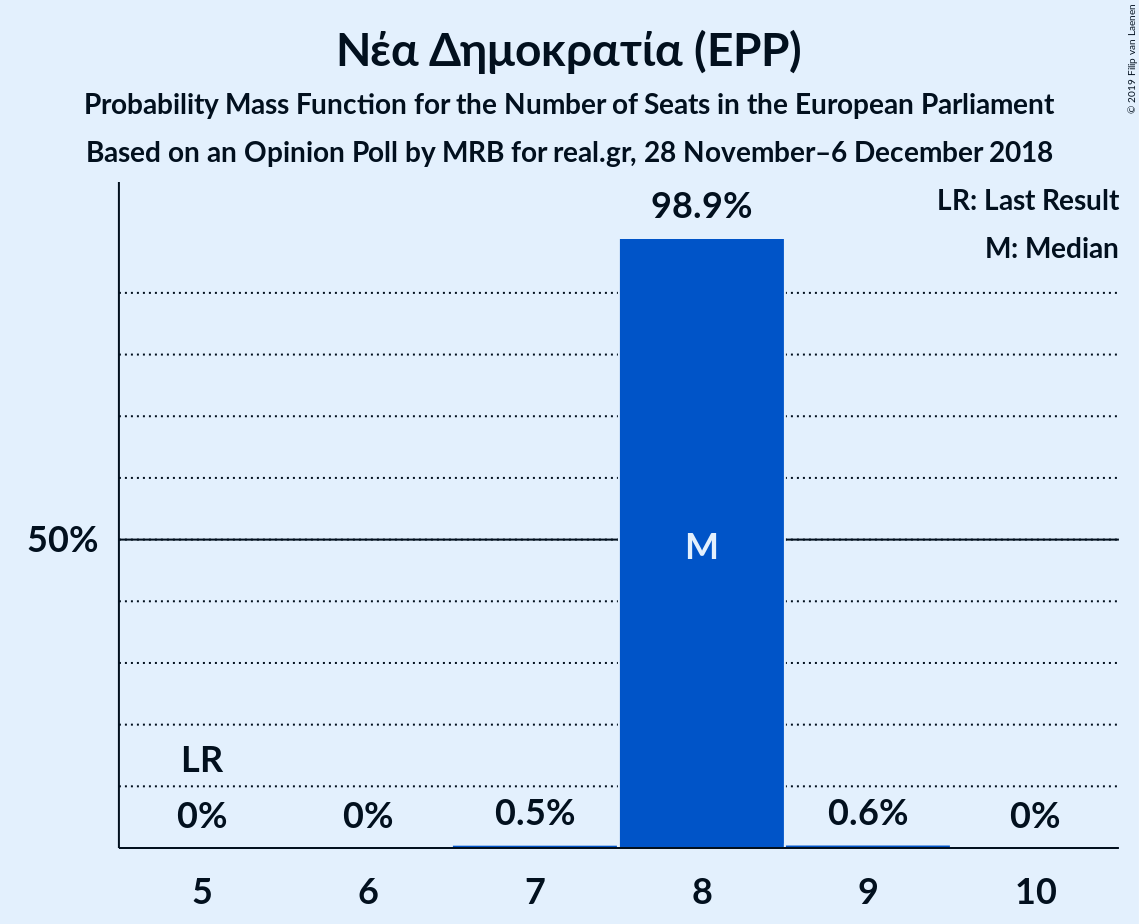 Νέα Δημοκρατία (EPP)
Probability Mass Function for the Number of Seats in the European Parliament
Based on an Opinion Poll by MRB for real.gr, 28 November–6 December 2018
© 2019 Filip van Laenen
LR: Last Result
M: Median
98.9%
50%
M
LR
0%
0%
0.5%
0.6%
0%
5
6
7
8
9
10